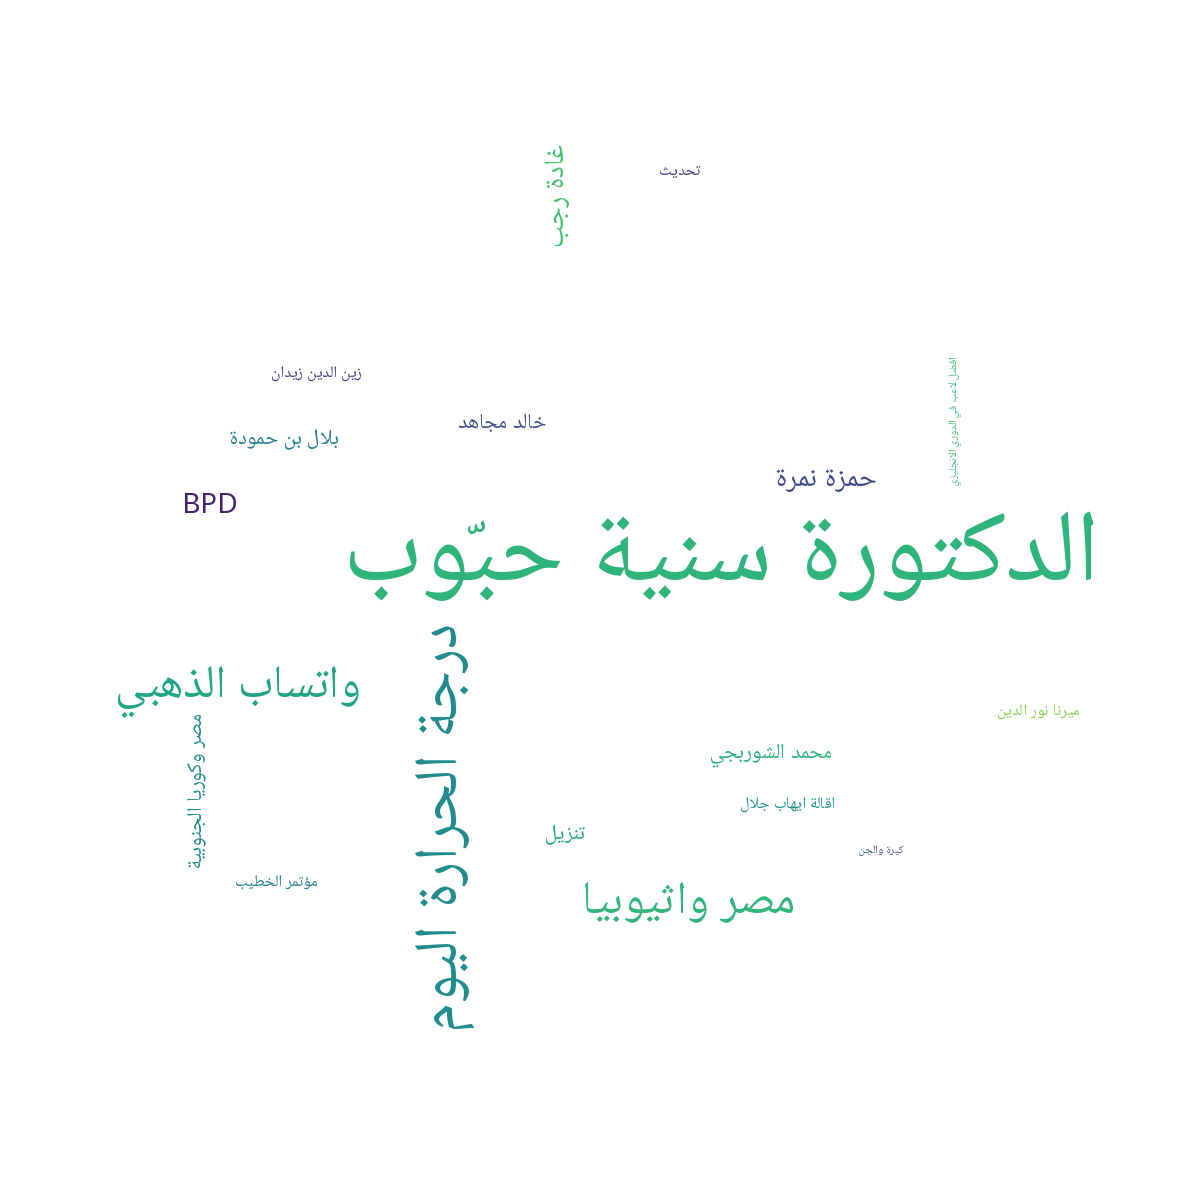 غادة رجب
تحديث
زين الدين زيدان
افضل لاعب في الدوري الانجليزي
خالد مجاهد
بلال بن حمودة
حمزة نمرة
BPD
الدكتورة سنية حبّوب
درجة الحرارة اليوم
واتساب الذهبي
ميرنا نور الدين
مصر وكوريا الجنوبية
محمد الشوربجي
اقالة ايهاب جلال
تنزيل
كيرة والجن
مؤتمر الخطيب
مصر واثيوبيا